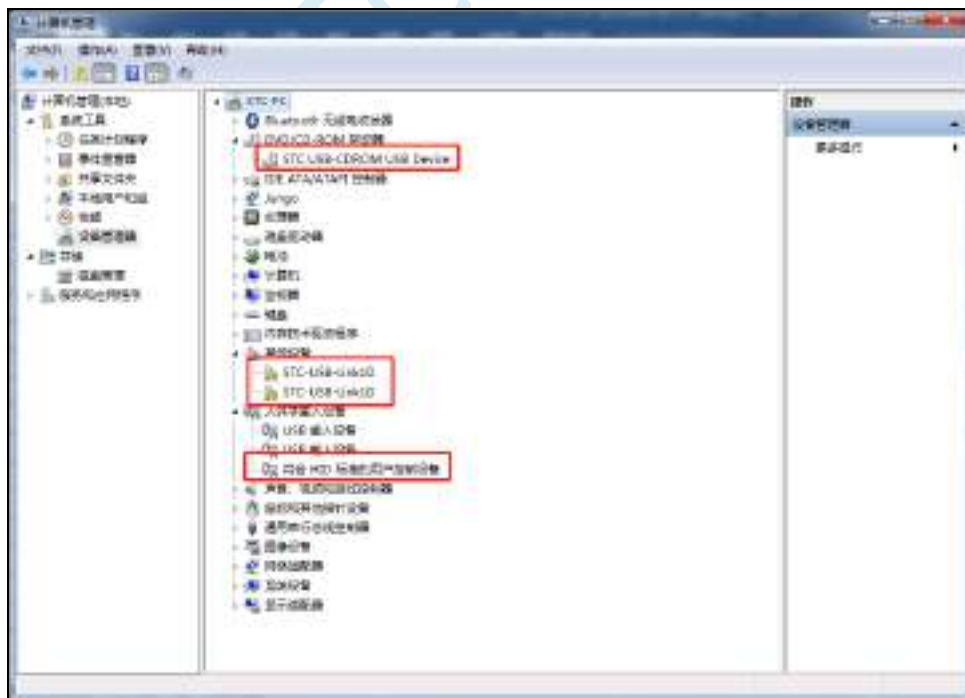 计算机管理
文件(F) 操作(A) 查看(V) 帮助(H)
计算机管理(本地)
系统工具
任务计划程序
事件查看器
共享文件夹
本地用户和组
性能
设备管理器
存储
磁盘管理
服务和应用程序
STC-PC
Bluetooth 无线电收发器
DVD/CD-ROM 驱动器
STC USB-CDROM USB Device
IDE ATA/ATAPI 控制器
Jungo
处理器
磁盘驱动器
电池
计算机
监视器
键盘
内存技术驱动程序
其他设备
STC-USB-Link1D
STC-USB-Link1D
人体学输入设备
USB 输入设备
USB 输入设备
符合 HID 标准的用户控制设备
声音、视频和游戏控制器
鼠标和其他指针设备
通用串行总线控制器
图像设备
网络适配器
系统设备
显示适配器
操作
设备管理器
更多操作